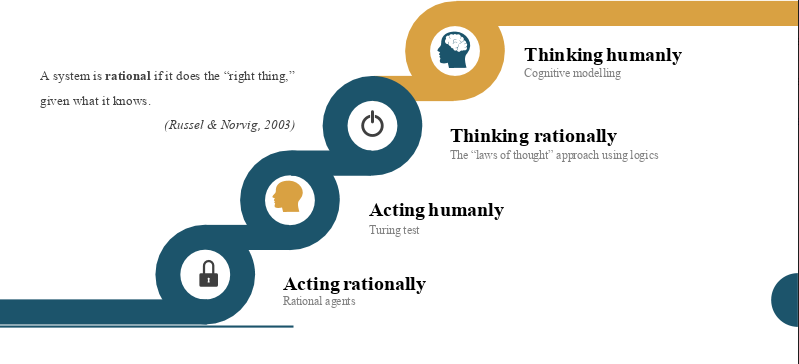 A system is rational if it does the “right thing,”
given what it knows.
(Russel & Norvig, 2003)
Thinking humanly
Cognitive modelling
Thinking rationally
The “laws of thought” approach using logics
Acting humanly
Turing test
Acting rationally
Rational agents